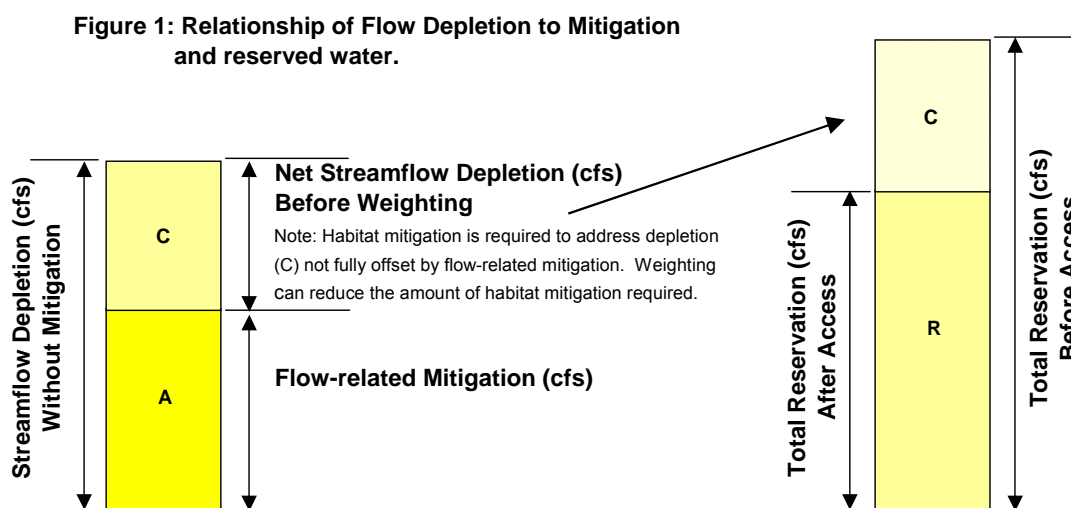 Figure 1: Relationship of Flow Depletion to Mitigation
and reserved water.
Streamflow Depletion (cfs)
Without Mitigation
C
A
Net Streamflow Depletion (cfs)
Before Weighting
Note: Habitat mitigation is required to address depletion
(C) not fully offset by flow-related mitigation. Weighting
can reduce the amount of habitat mitigation required.
Flow-related Mitigation (cfs)
Total Reservation (cfs)
After Access
C
R
Total Reservation (cfs)
Before Access